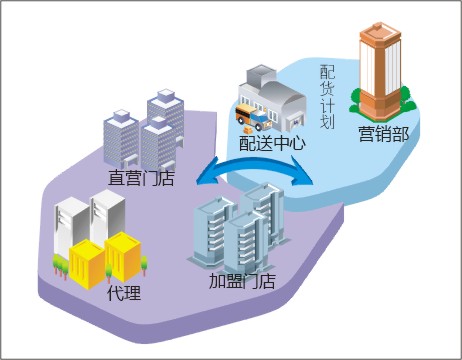 配货计划
营销部
配送中心
直营门店
加盟门店
代理